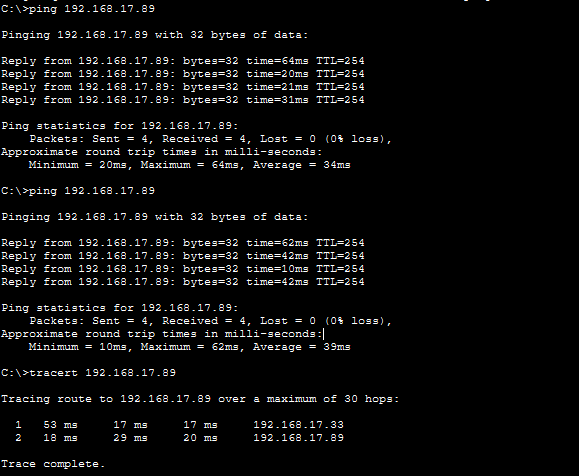 C:\>ping 192.168.17.89
Pinging 192.168.17.89 with 32 bytes of data:
Reply from 192.168.17.89: bytes=32 time=64ms TTL=254
Reply from 192.168.17.89: bytes=32 time=20ms TTL=254
Reply from 192.168.17.89: bytes=32 time=21ms TTL=254
Reply from 192.168.17.89: bytes=32 time=31ms TTL=254
Ping statistics for 192.168.17.89:
    Packets: Sent = 4, Received = 4, Lost = 0 (0% loss),
Approximate round trip times in milli-seconds:
    Minimum = 20ms, Maximum = 64ms, Average = 34ms
C:\>ping 192.168.17.89
Pinging 192.168.17.89 with 32 bytes of data:
Reply from 192.168.17.89: bytes=32 time=62ms TTL=254
Reply from 192.168.17.89: bytes=32 time=42ms TTL=254
Reply from 192.168.17.89: bytes=32 time=10ms TTL=254
Reply from 192.168.17.89: bytes=32 time=42ms TTL=254
Ping statistics for 192.168.17.89:
    Packets: Sent = 4, Received = 4, Lost = 0 (0% loss),
Approximate round trip times in milli-seconds:
    Minimum = 10ms, Maximum = 62ms, Average = 39ms
C:\>tracert 192.168.17.89
Tracing route to 192.168.17.89 over a maximum of 30 hops:
  1   53 ms     17 ms     17 ms     192.168.17.33
  2   18 ms     29 ms     20 ms     192.168.17.89
Trace complete.